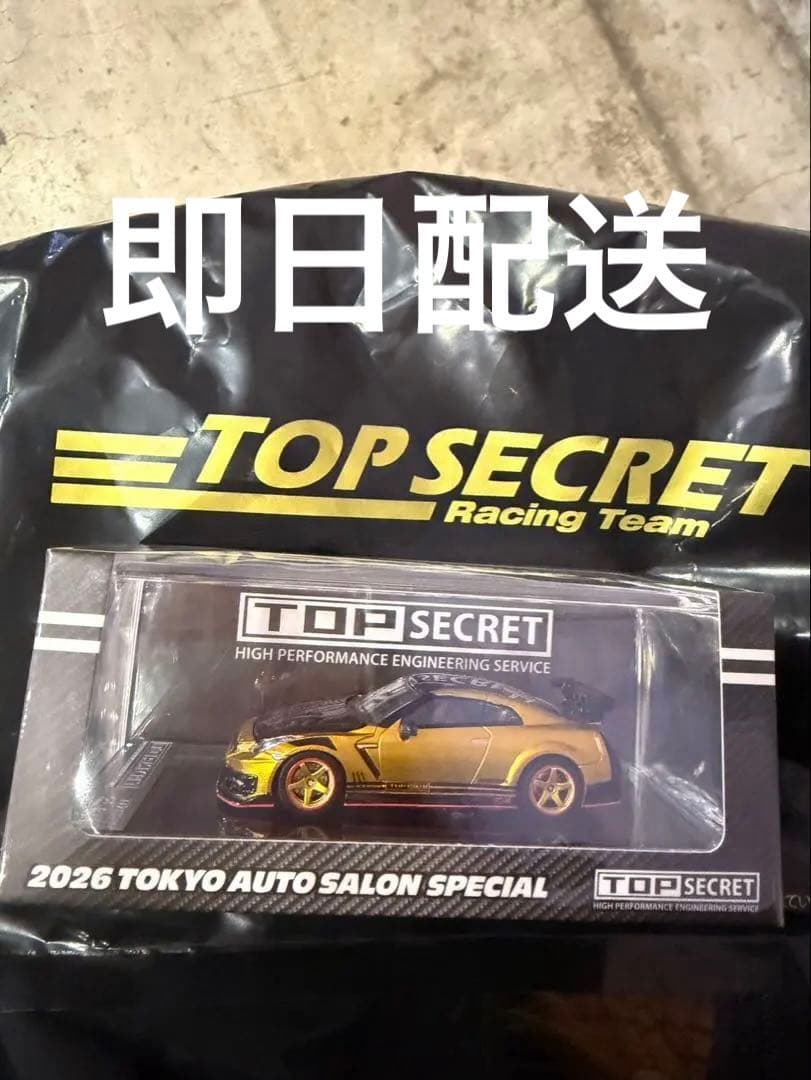 即日配送
TOP SECRET
Racing Team
TOP SECRET
HIGH PERFORMANCE ENGINEERING SERVICE
2026 TOKYO AUTO SALON SPECIAL
TOP SECRET
HIGH PERFORMANCE ENGINEERING SERVICE